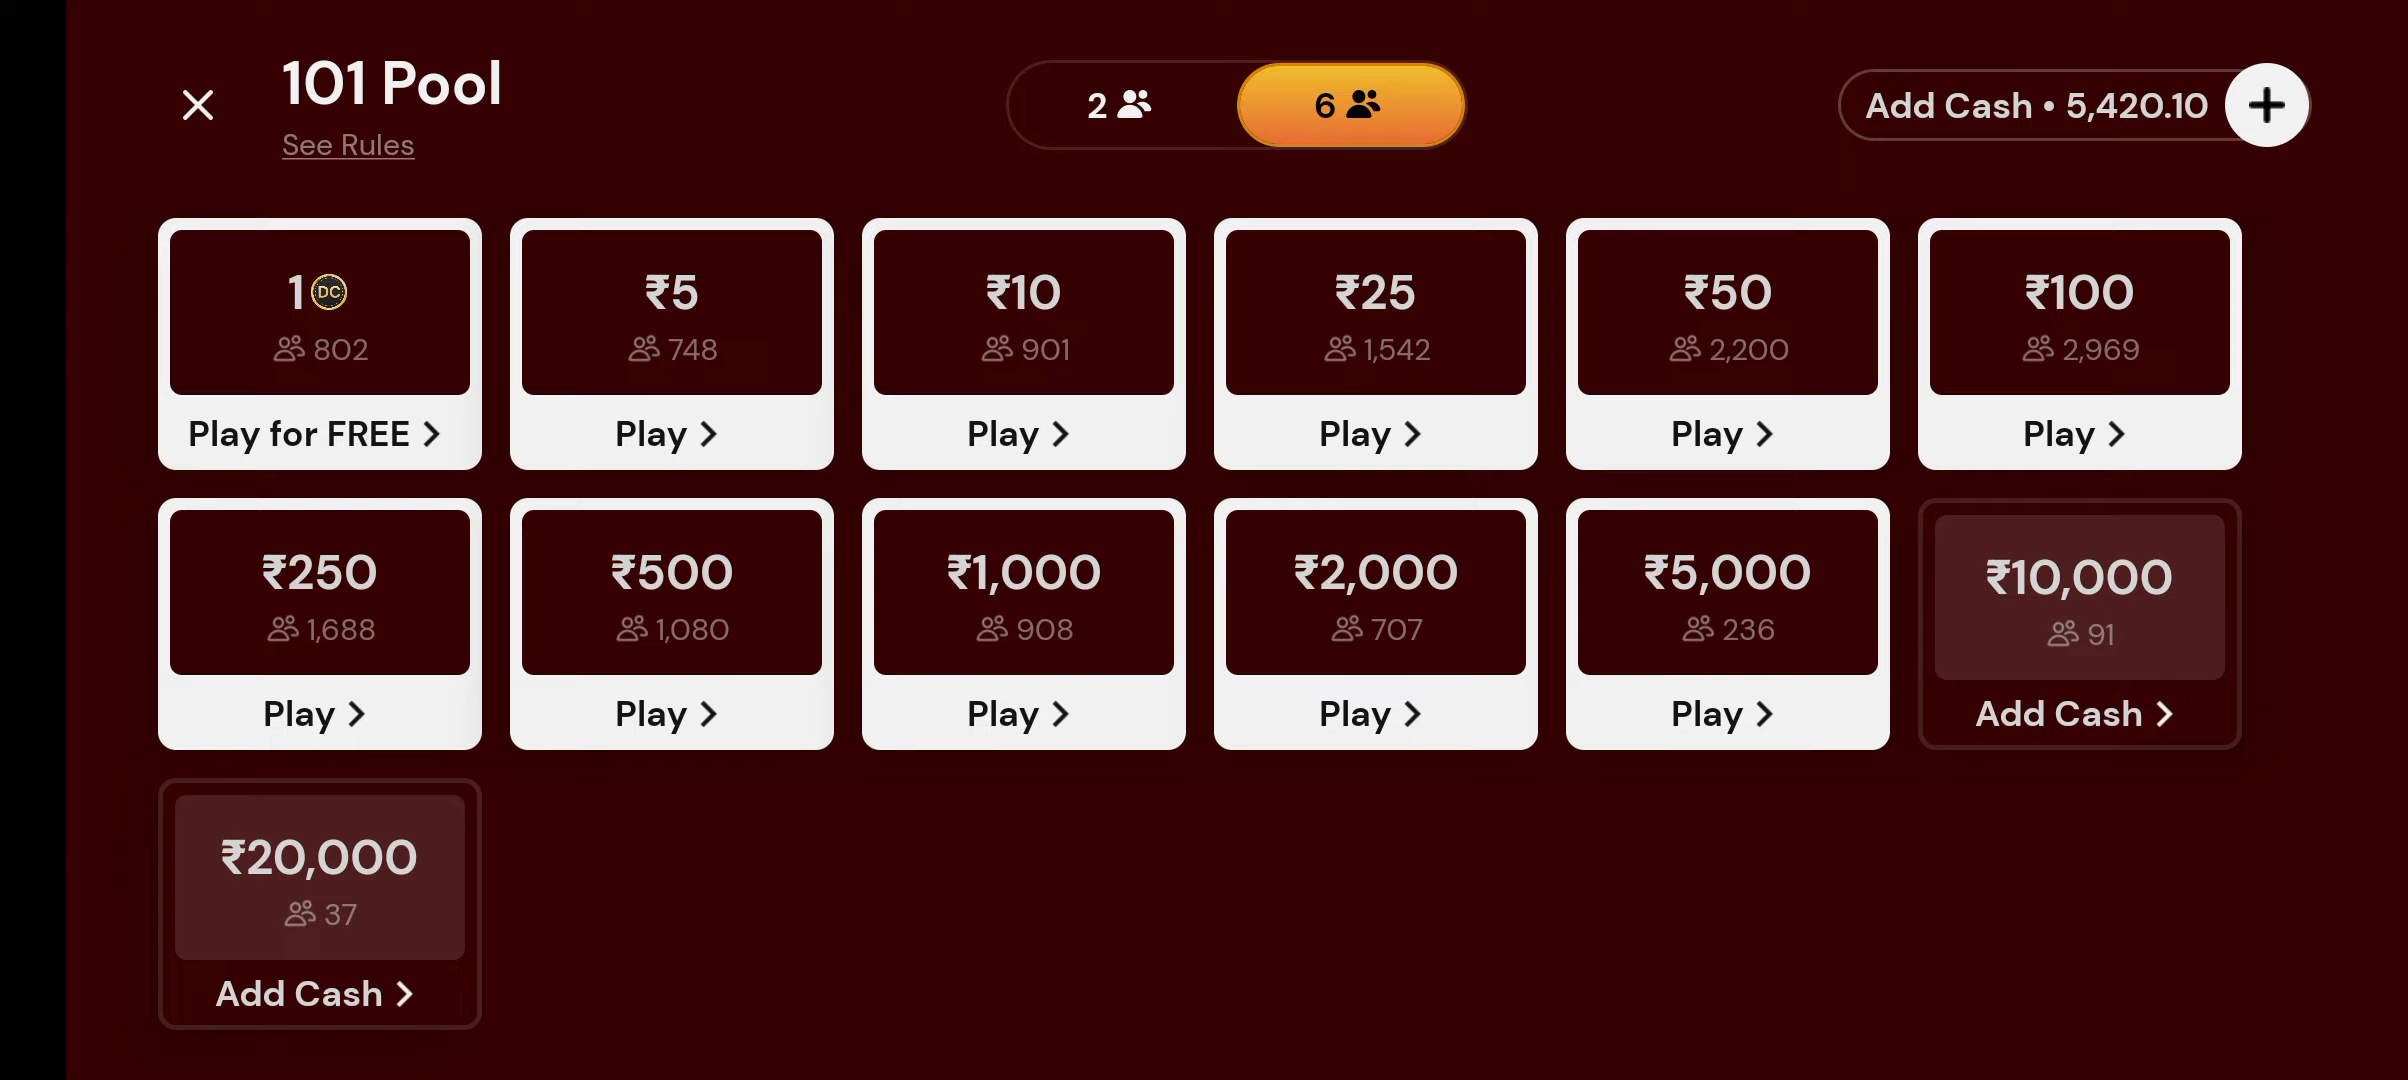 101 Pool
See Rules
2
6
Add Cash • 5,420.10
1 DC
802
Play for FREE
₹5
748
Play
₹10
901
Play
₹25
1,542
Play
₹50
2,200
Play
₹100
2,969
Play
₹250
1,688
Play
₹500
1,080
Play
₹1,000
908
Play
₹2,000
707
Play
₹5,000
236
Play
₹10,000
91
Add Cash
₹20,000
37
Add Cash